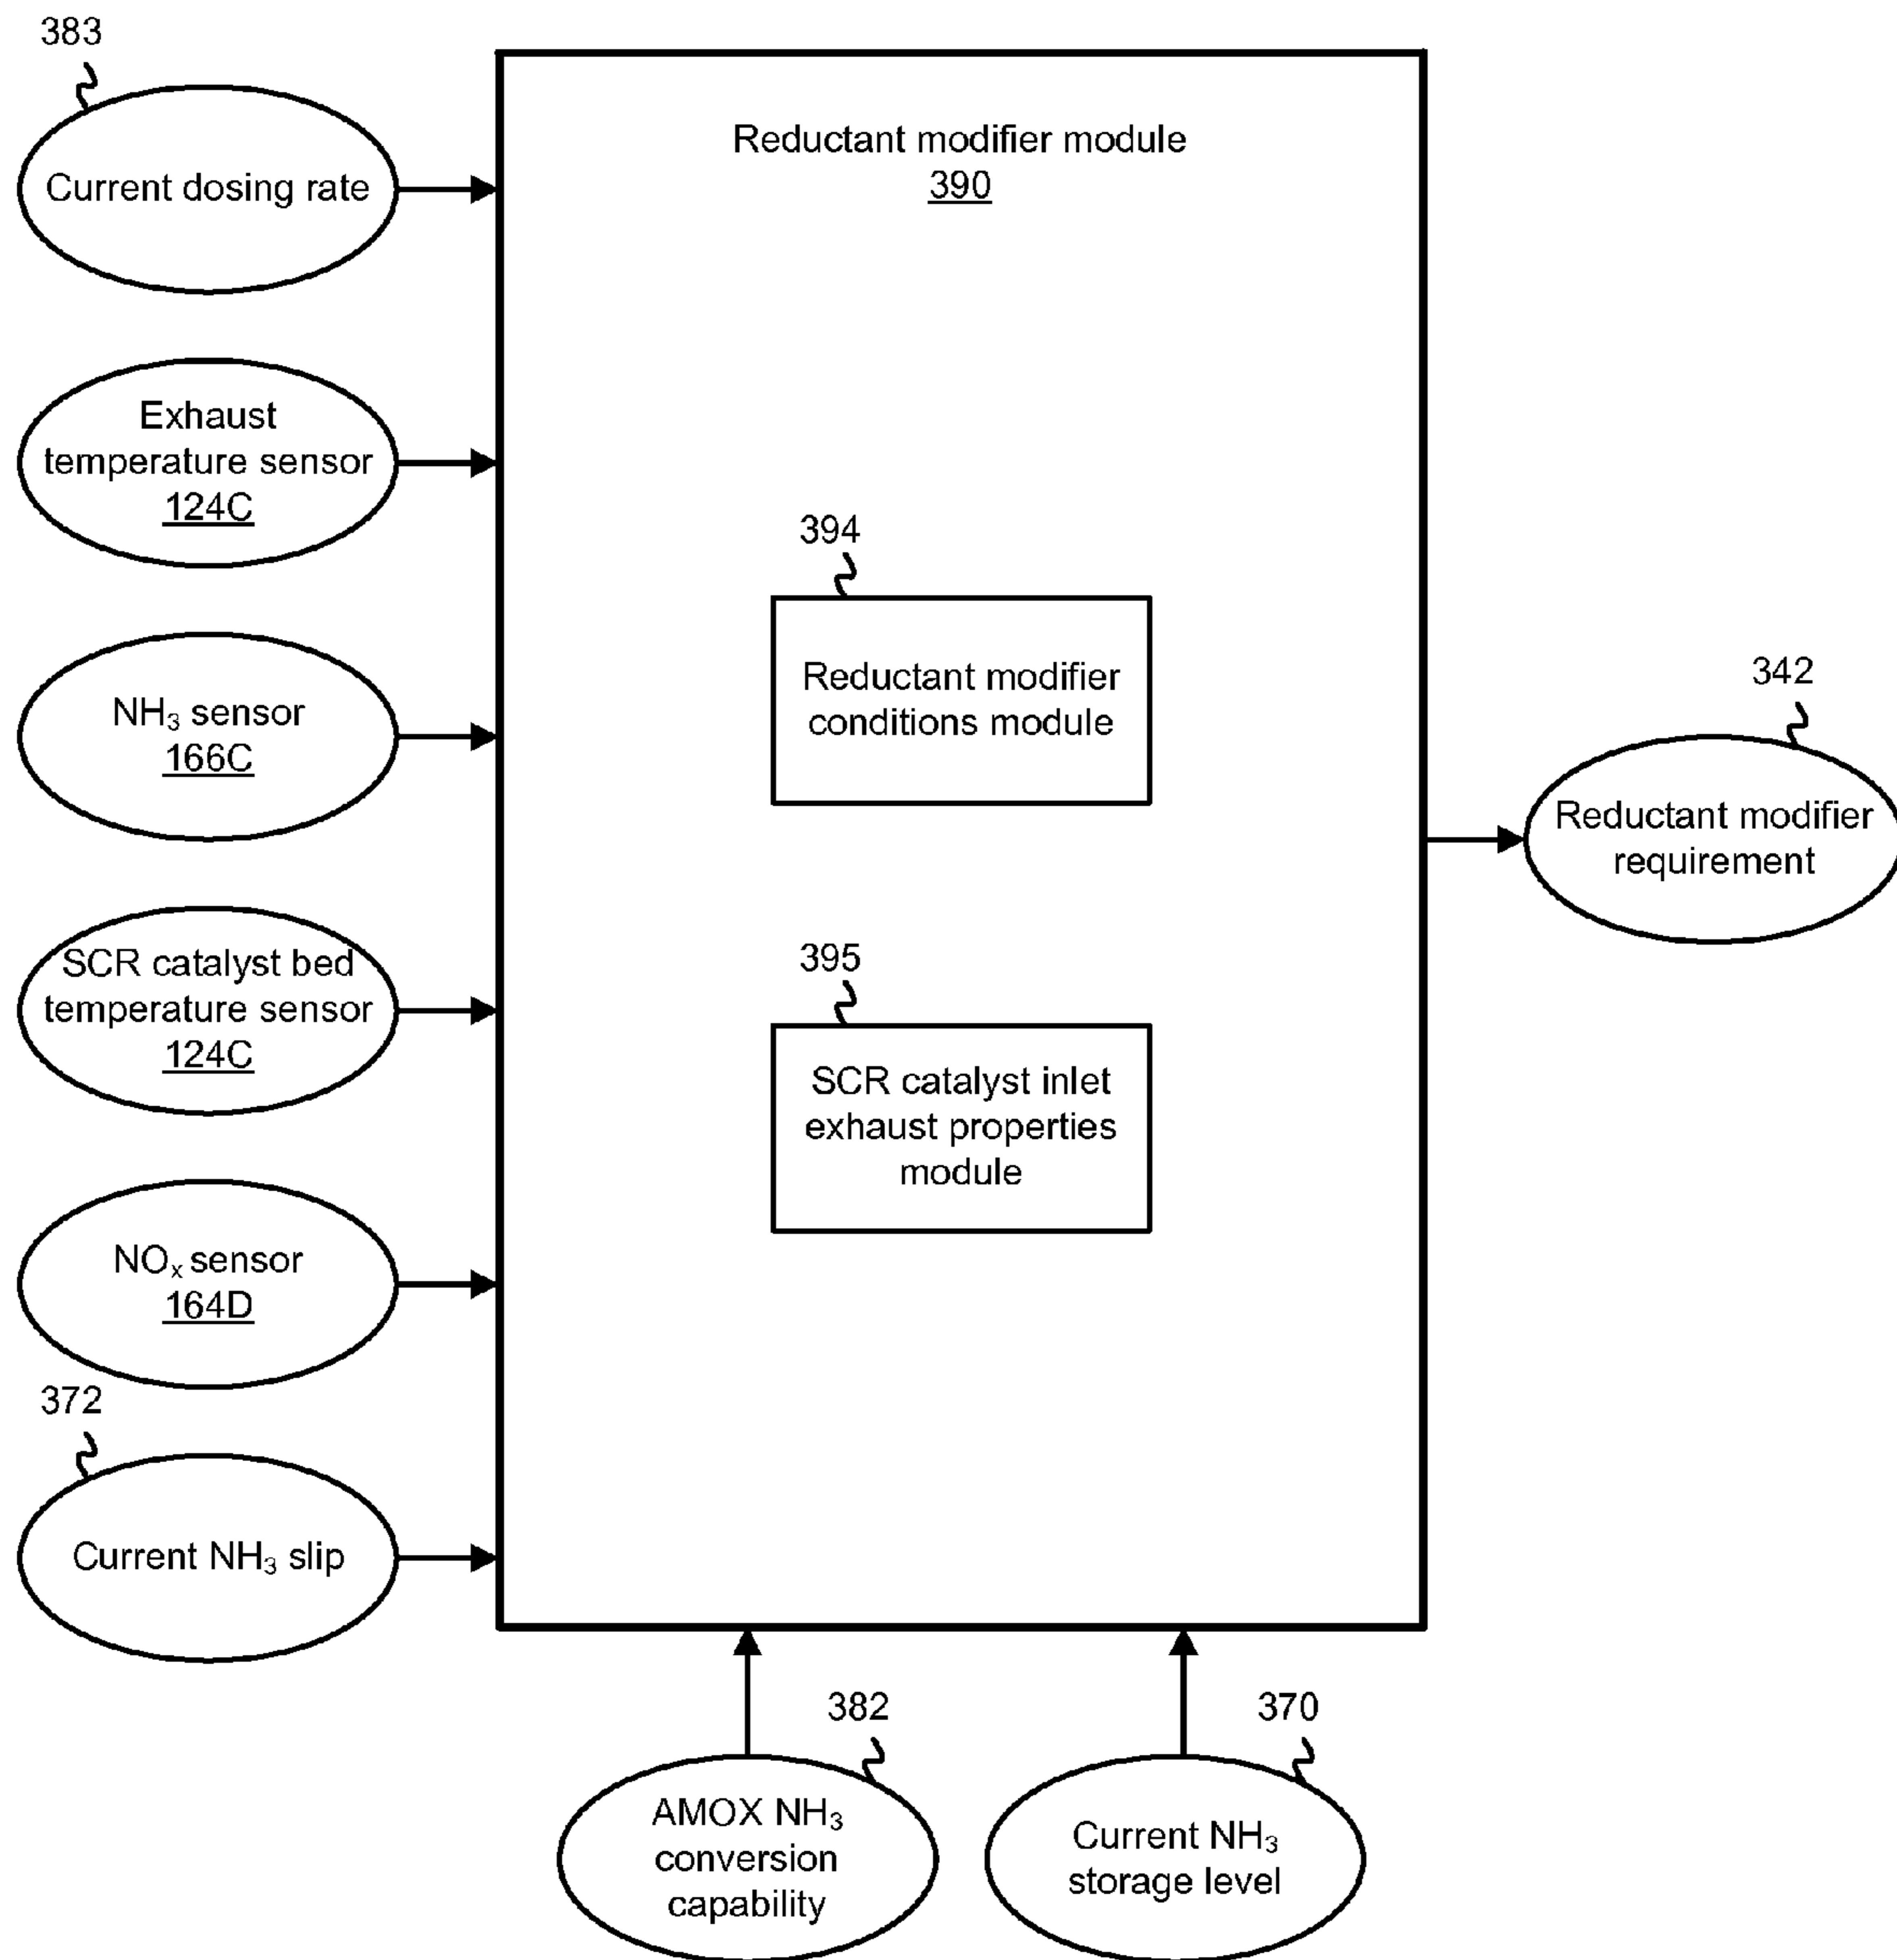 383
Current dosing rate
Exhaust
temperature sensor
124C
NH₃ sensor
166C
SCR catalyst bed
temperature sensor
124C
NOₓ sensor
164D
372
Current NH₃ slip
Reductant modifier module
390
394
Reductant modifier
conditions module
395
SCR catalyst inlet
exhaust properties
module
342
Reductant modifier
requirement
382
AMOX NH₃
conversion
capability
370
Current NH₃
storage level